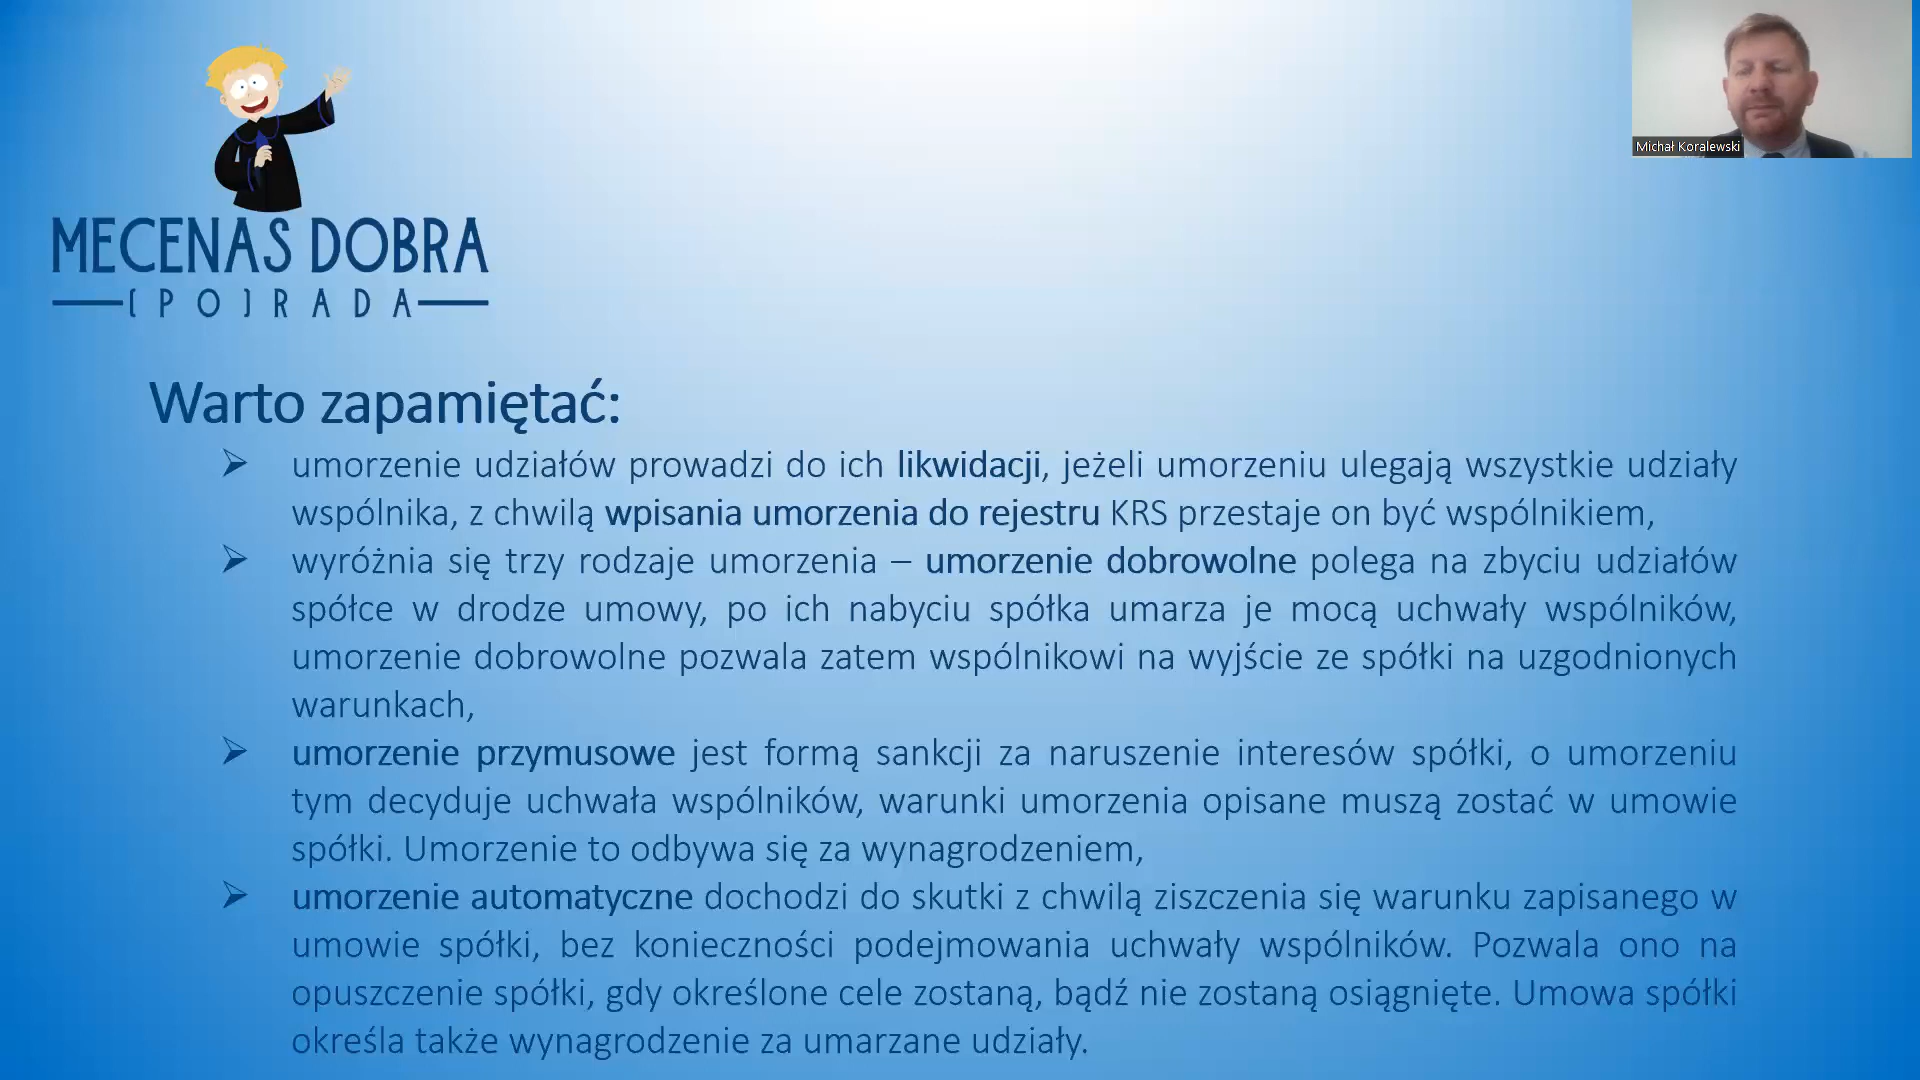 Michał Koralewski
MECENAS DOBRA
(PO)RADA
Warto zapamiętać:
➢ umorzenie udziałów prowadzi do ich likwidacji, jeżeli umorzeniu ulegają wszystkie udziały
wspólnika, z chwilą wpisania umorzenia do rejestru KRS przestaje on być wspólnikiem,
➢ wyróżnia się trzy rodzaje umorzenia – umorzenie dobrowolne polega na zbyciu udziałów
spółce w drodze umowy, po ich nabyciu spółka umarza je mocą uchwały wspólników,
umorzenie dobrowolne pozwala zatem wspólnikowi na wyjście ze spółki na uzgodnionych
warunkach,
➢ umorzenie przymusowe jest formą sankcji za naruszenie interesów spółki, o umorzeniu
tym decyduje uchwała wspólników, warunki umorzenia opisane muszą zostać w umowie
spółki. Umorzenie to odbywa się za wynagrodzeniem,
➢ umorzenie automatyczne dochodzi do skutki z chwilą ziszczenia się warunku zapisanego w
umowie spółki, bez konieczności podejmowania uchwały wspólników. Pozwala ono na
opuszczenie spółki, gdy określone cele zostaną, bądź nie zostaną osiągnięte. Umowa spółki
określa także wynagrodzenie za umarzane udziały.